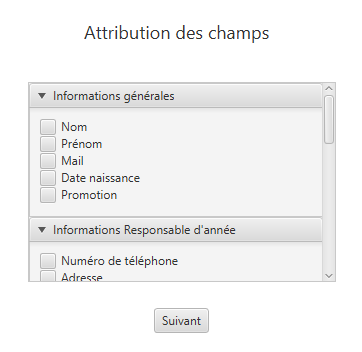 Attribution des champs
Informations générales
Nom
Prénom
Mail
Date naissance
Promotion
Informations Responsable d'année
Numéro de téléphone
Adresse
Suivant